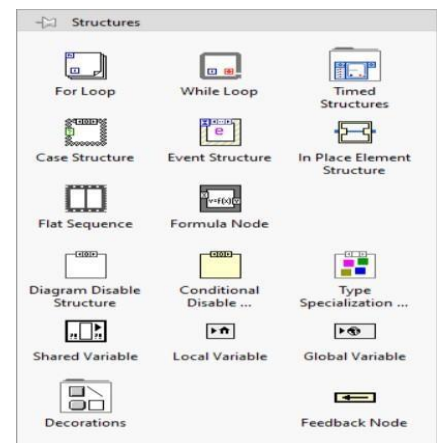 Structures
For Loop
While Loop
Timed
Structures
Case Structure
Event Structure
In Place Element
Structure
Flat Sequence
Formula Node
Diagram Disable
Structure
Conditional
Disable ...
Type
Specialization ...
Shared Variable
Local Variable
Global Variable
Decorations
Feedback Node